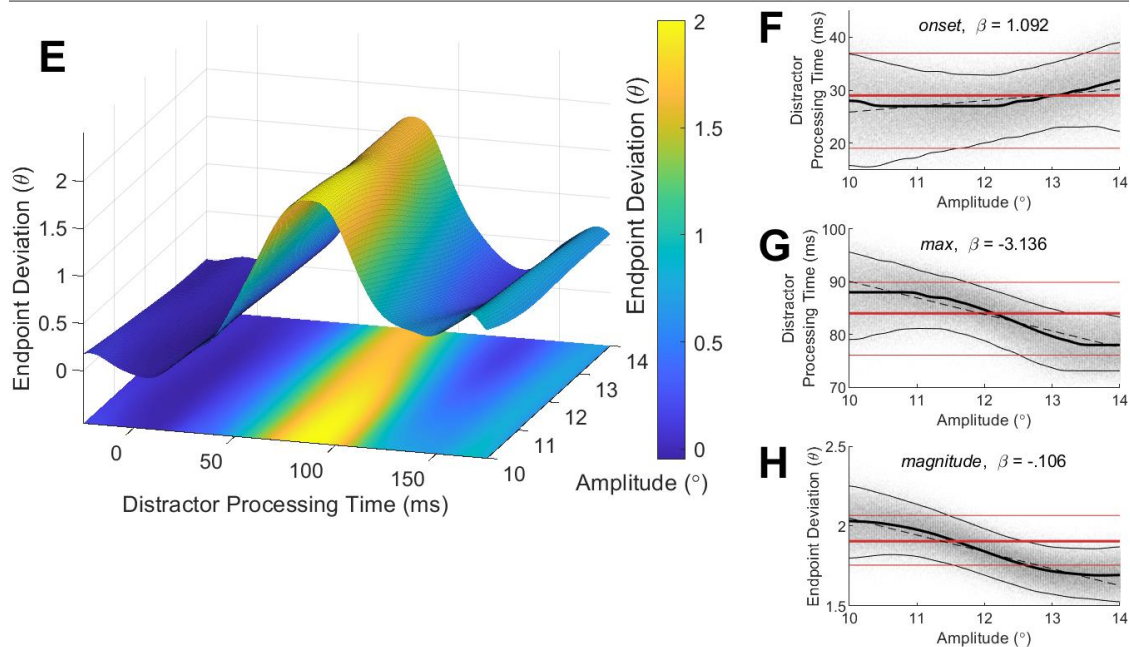 E
Endpoint Deviation (θ)
2
1.5
1
0.5
0
0
50
100
150
Distractor Processing Time (ms)
10
11
12
13
14
Amplitude (°)
Endpoint Deviation (θ)
2
1.5
1
0.5
0
F
onset, β = 1.092
Distractor
Processing Time (ms)
40
30
20
10
11
12
13
14
Amplitude (°)
G
max, β = -3.136
Distractor
Processing Time (ms)
100
90
80
70
10
11
12
13
14
Amplitude (°)
H
magnitude, β = -.106
Endpoint Deviation (θ)
2.5
2
1.5
10
11
12
13
14
Amplitude (°)